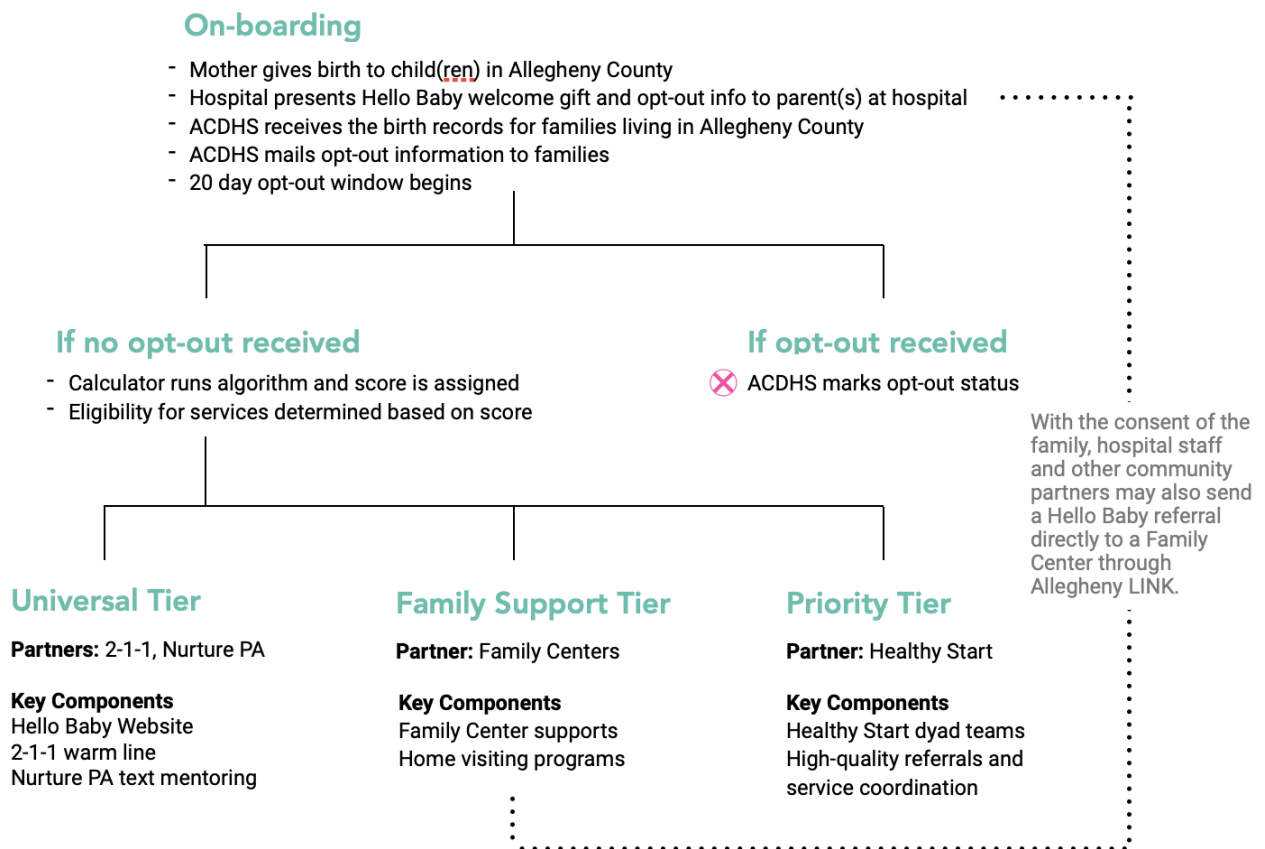 On-boarding
- Mother gives birth to child(ren) in Allegheny County
- Hospital presents Hello Baby welcome gift and opt-out info to parent(s) at hospital
- ACDHS receives the birth records for families living in Allegheny County
- ACDHS mails opt-out information to families
- 20 day opt-out window begins
If no opt-out received
- Calculator runs algorithm and score is assigned
- Eligibility for services determined based on score
If opt-out received
ACDHS marks opt-out status
With the consent of the
family, hospital staff
and other community
partners may also send
a Hello Baby referral
directly to a Family
Center through
Allegheny LINK.
Universal Tier
Partners: 2-1-1, Nurture PA
Key Components
Hello Baby Website
2-1-1 warm line
Nurture PA text mentoring
Family Support Tier
Partner: Family Centers
Key Components
Family Center supports
Home visiting programs
Priority Tier
Partner: Healthy Start
Key Components
Healthy Start dyad teams
High-quality referrals and
service coordination